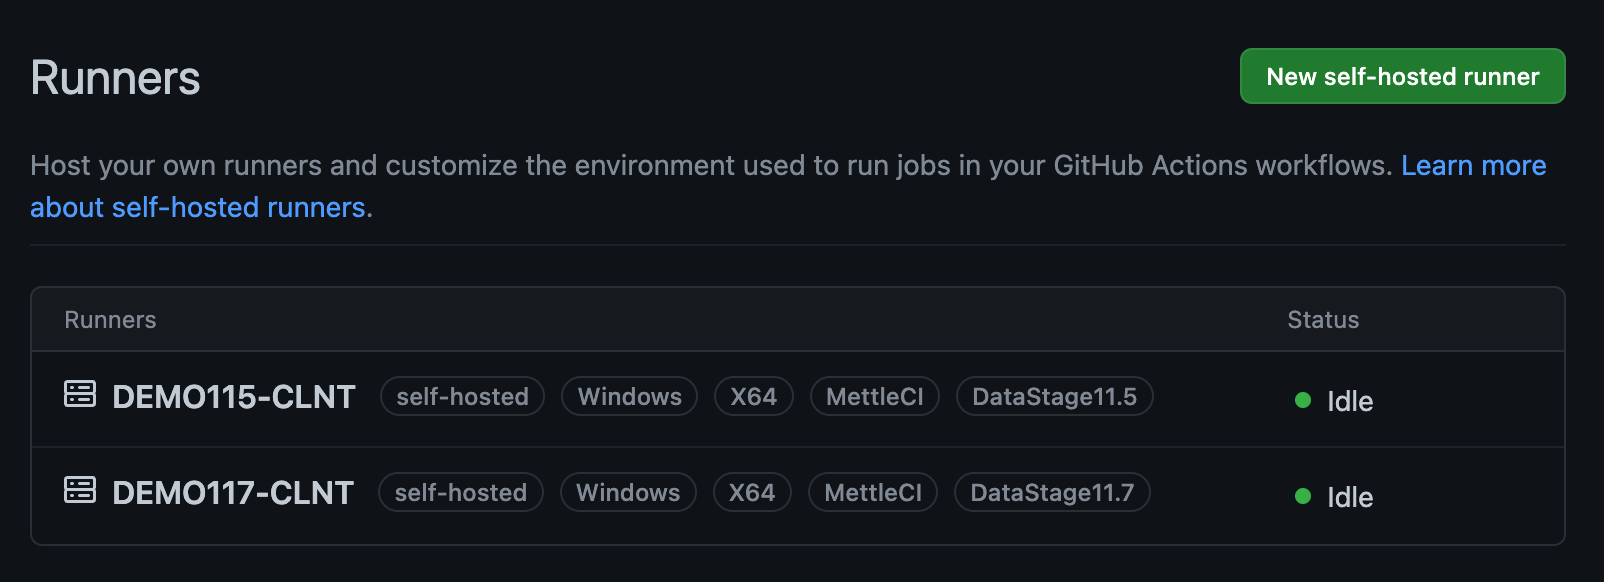 Runners
New self-hosted runner
Host your own runners and customize the environment used to run jobs in your GitHub Actions workflows. Learn more
about self-hosted runners.
Runners Status
DEMO115-CLNT self-hosted Windows X64 MettleCI DataStage11.5 Idle
DEMO117-CLNT self-hosted Windows X64 MettleCI DataStage11.7 Idle